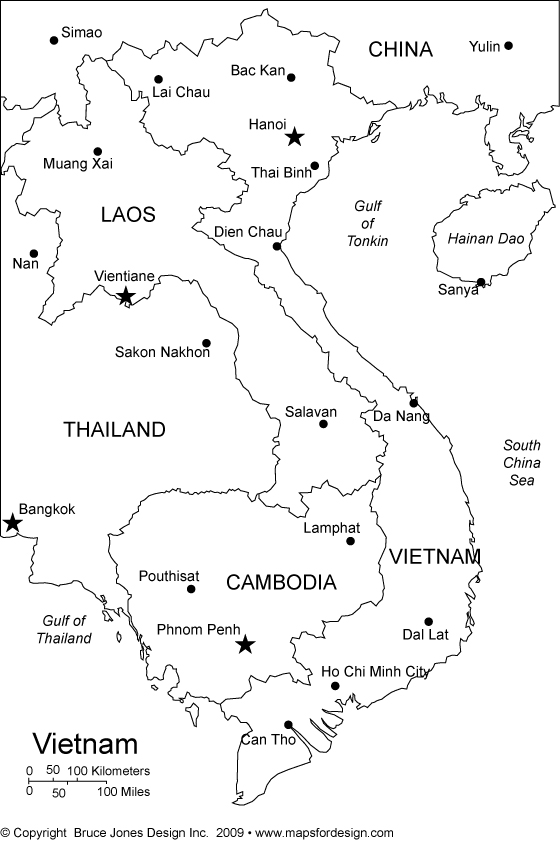 Simao
CHINA
Yulin
Bac Kan
Lai Chau
Hanoi
Muang Xai
Thai Binh
LAOS
Gulf
of
Tonkin
Dien Chau
Hainan Dao
Nan
Vientiane
Sanya
Sakon Nakhon
Salavan
Da Nang
THAILAND
South
China
Sea
Bangkok
Lamphat
VIETNAM
Pouthisat
CAMBODIA
Gulf of
Thailand
Phnom Penh
Dal Lat
Ho Chi Minh City
Can Tho
Vietnam
0 50 100 Kilometers
0 50 100 Miles
© Copyright Bruce Jones Design Inc. 2009 • www.mapsfordesign.com